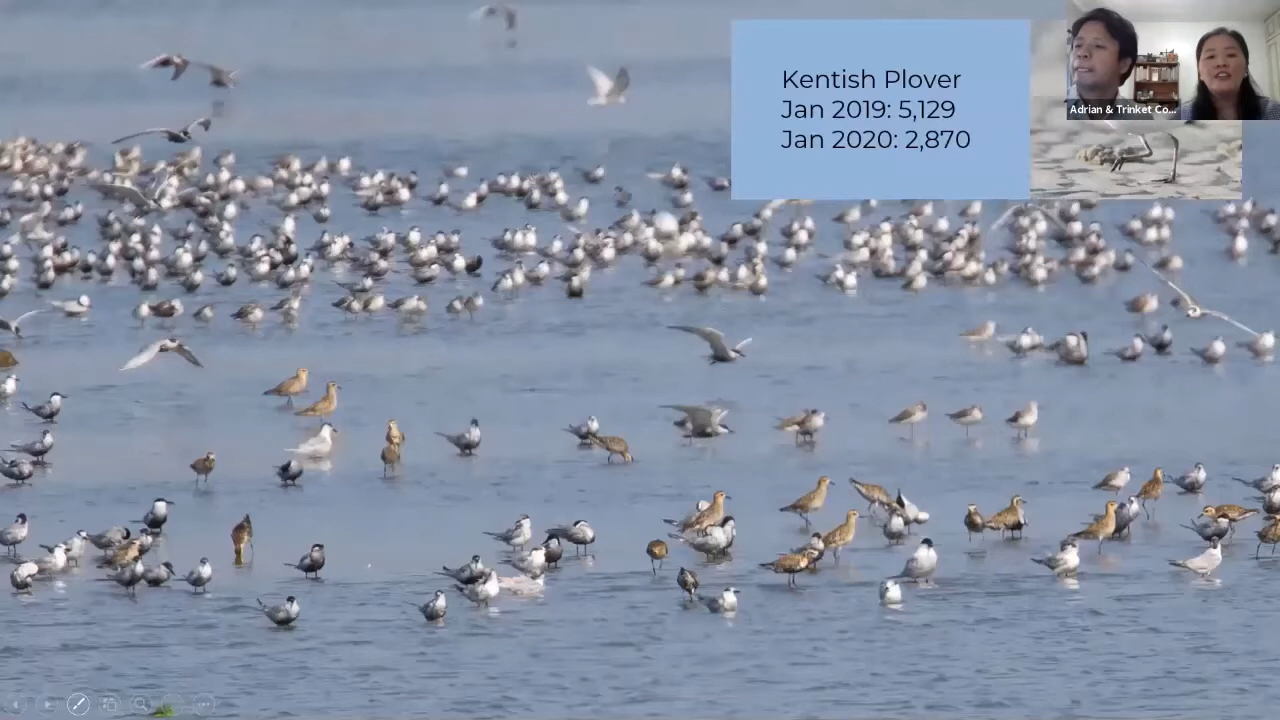 Kentish Plover
Jan 2019: 5,129
Jan 2020: 2,870
Adrian & Trinket Co...